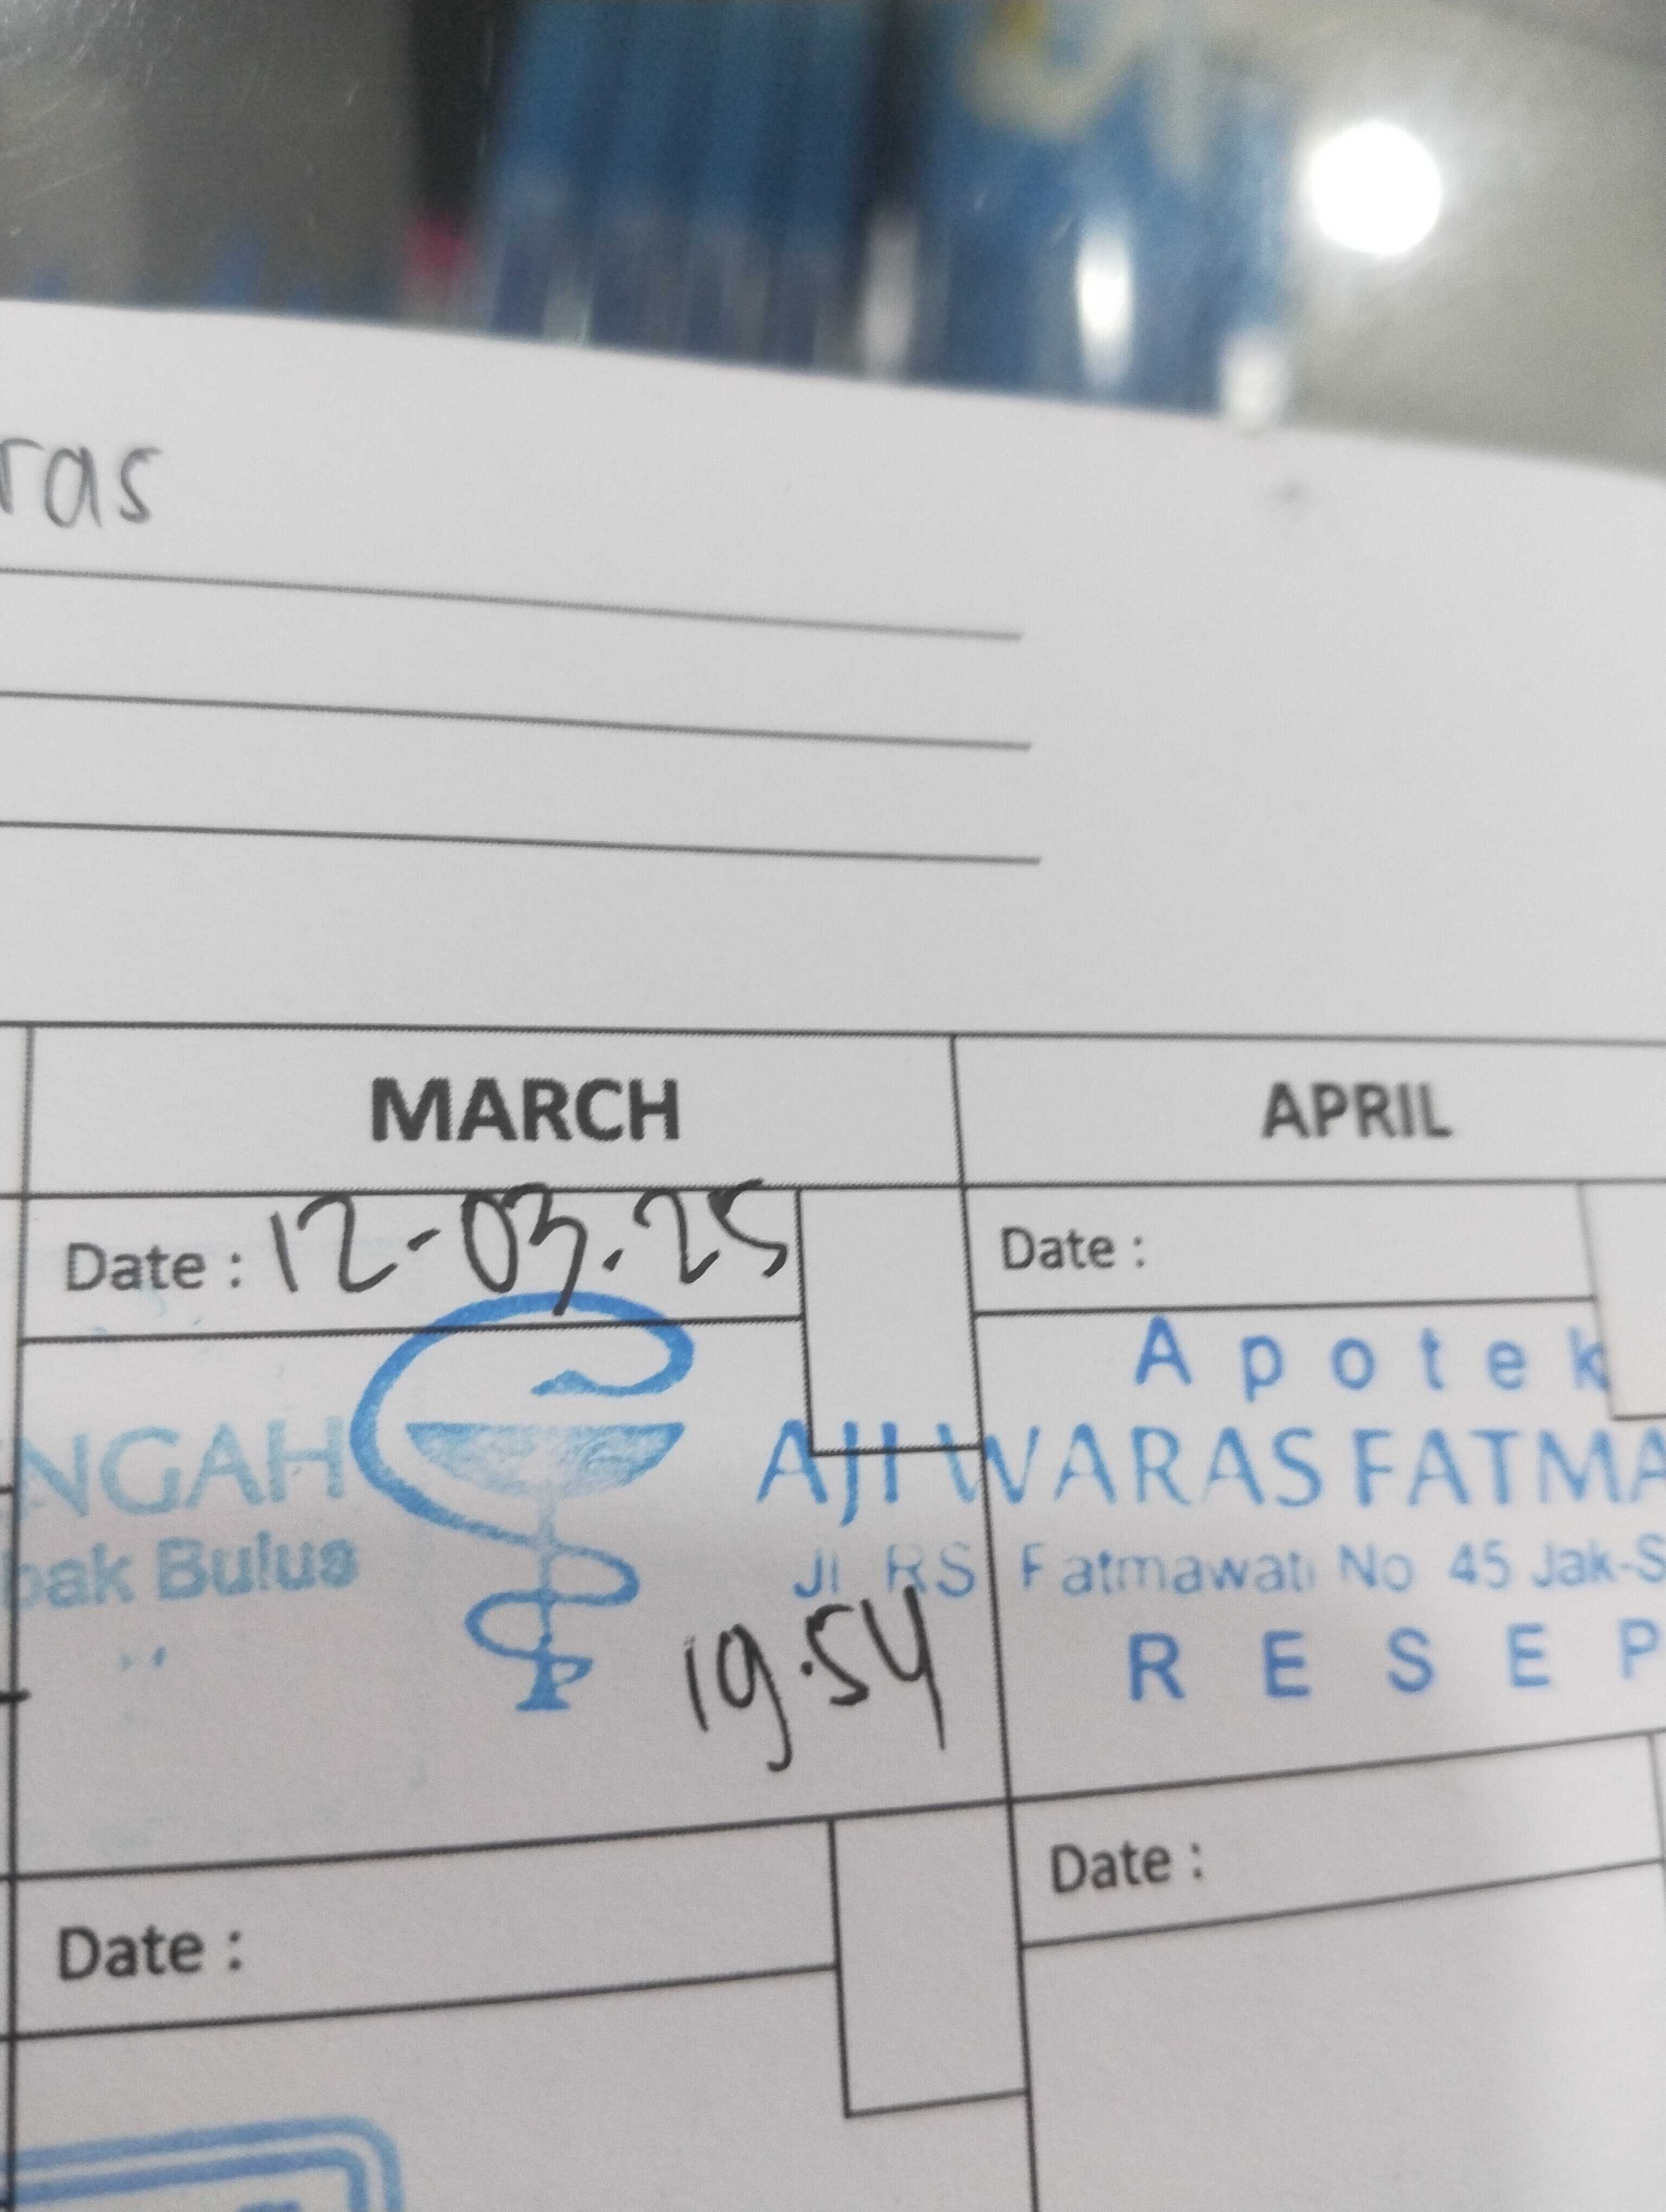 ras
MARCH
APRIL
Date : 12-03.25
Date :
Apotek
NGAH
AJI WARAS FATMA
bak Bulus
Jl RS Fatmawati No 45 Jak-S
19.54
RESEP
Date :
Date :